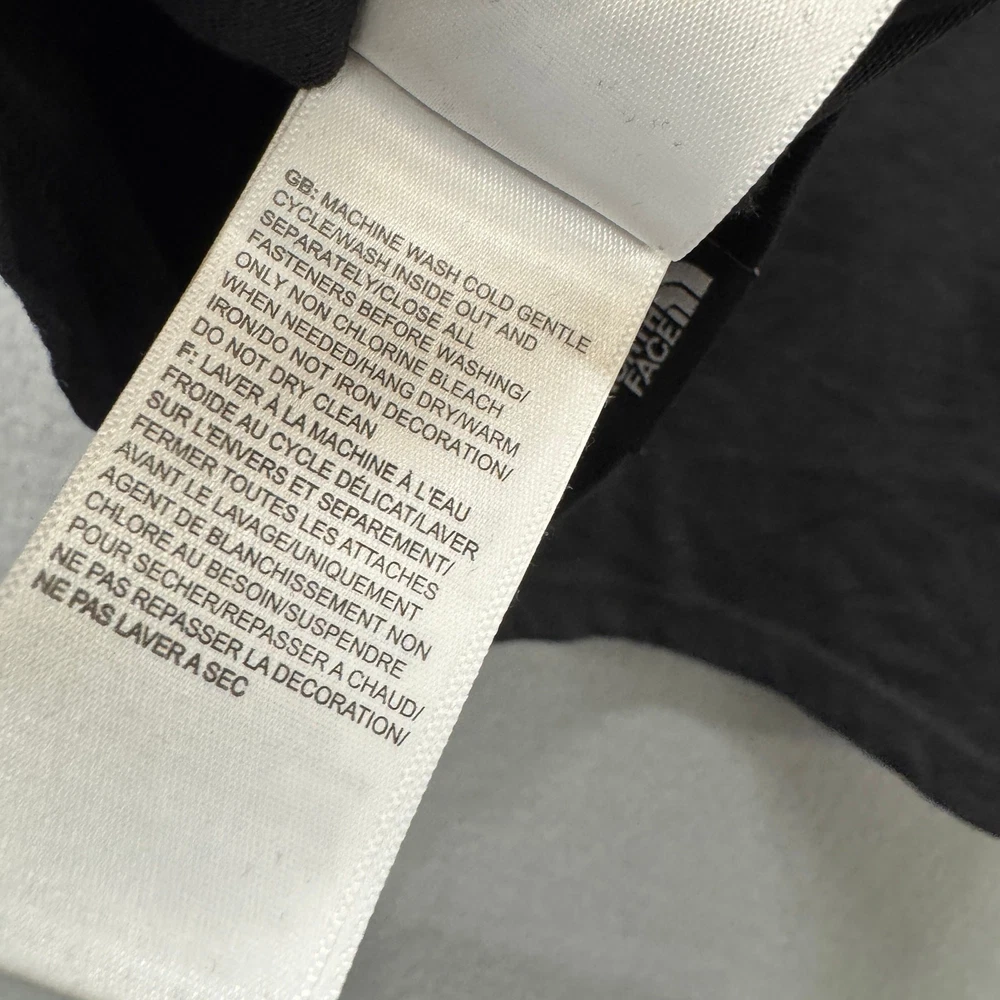 GB: MACHINE WASH COLD GENTLE
CYCLE/WASH INSIDE OUT AND
SEPARATELY/CLOSE ALL
FASTENERS BEFORE WASHING/
ONLY NON CHLORINE BLEACH
WHEN NEEDED/HANG DRY/WARM
IRON/DO NOT IRON DECORATION/
DO NOT DRY CLEAN
F: LAVER À LA MACHINE À L'EAU
FROIDE AU CYCLE DÉLICAT/LAVER
SUR L'ENVERS ET SEPAREMENT/
FERMER TOUTES LES ATTACHES
AVANT LE LAVAGE/UNIQUEMENT
AGENT DE BLANCHISSEMENT NON
CHLORE AU BESOIN/SUSPENDRE
POUR SECHER/REPASSER A CHAUD/
NE PAS REPASSER LA DECORATION/
NE PAS LAVER A SEC
FACE